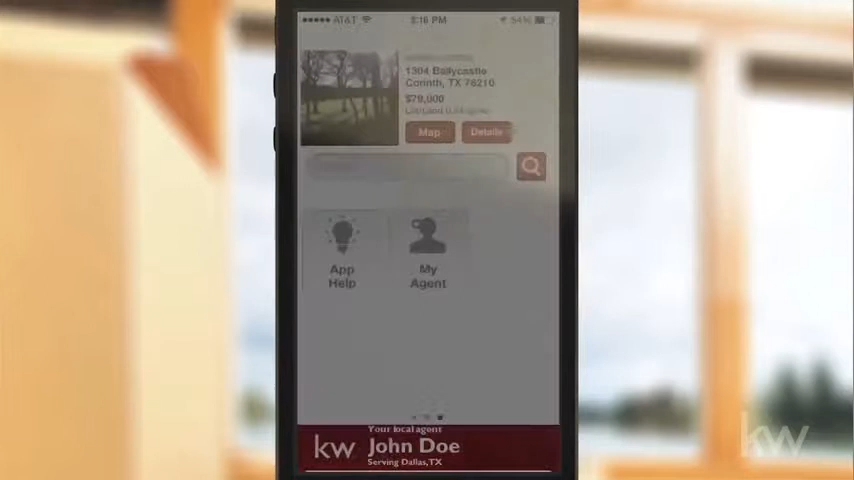 AT&T
5:16 PM
54%
1304 Ballycastle
Corinth, TX 76210
$79,000
Map
Details
App
Help
My
Agent
Your local agent
kw
John Doe
Serving Dallas,TX
kw